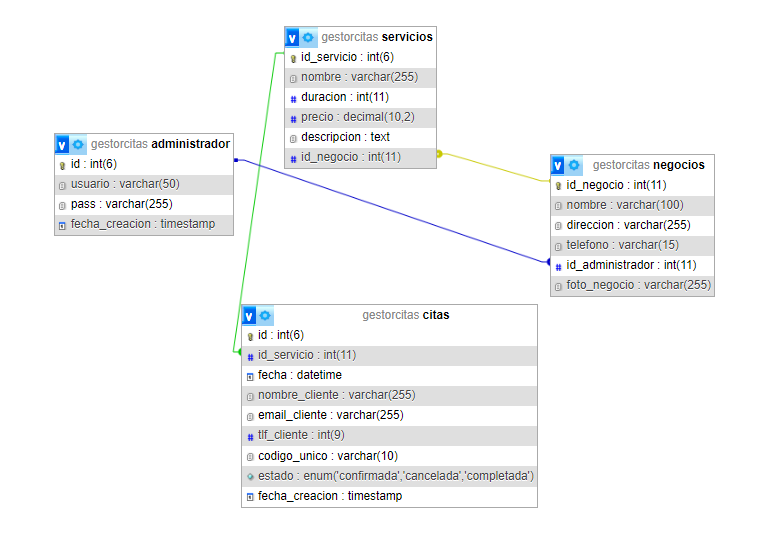 gestorcitas servicios
id_servicio : int(6)
nombre : varchar(255)
duracion : int(11)
precio : decimal(10,2)
descripcion : text
id_negocio : int(11)
gestorcitas administrador
id : int(6)
usuario : varchar(50)
pass : varchar(255)
fecha_creacion : timestamp
gestorcitas negocios
id_negocio : int(11)
nombre : varchar(100)
direccion : varchar(255)
telefono : varchar(15)
id_administrador : int(11)
foto_negocio : varchar(255)
gestorcitas citas
id : int(6)
id_servicio : int(11)
fecha : datetime
nombre_cliente : varchar(255)
email_cliente : varchar(255)
tlf_cliente : int(9)
codigo_unico : varchar(10)
estado : enum('confirmada','cancelada','completada')
fecha_creacion : timestamp